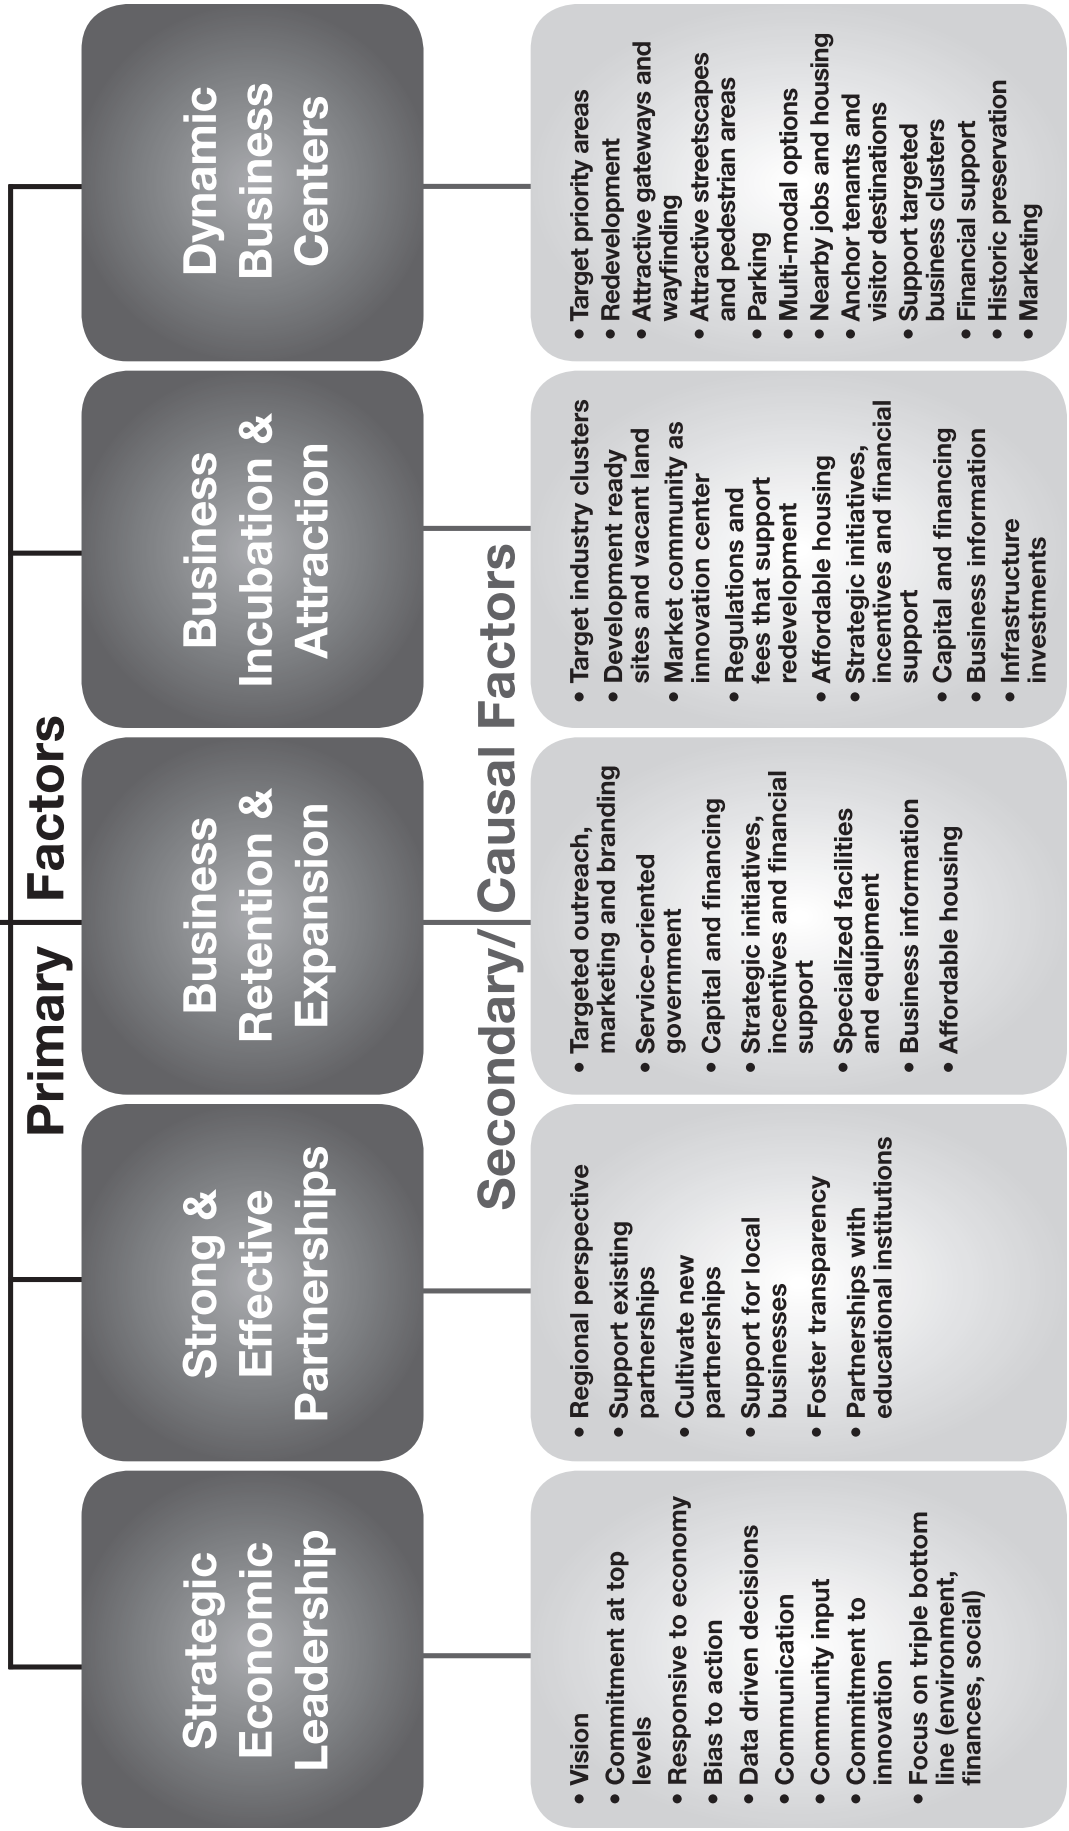 Primary Factors
Strategic
Economic
Leadership
Strong &
Effective
Partnerships
Business
Retention &
Expansion
Business
Incubation &
Attraction
Dynamic
Business
Centers
Secondary/ Causal Factors
• Vision
• Commitment at top
levels
• Responsive to economy
• Bias to action
• Data driven decisions
• Communication
• Community input
• Commitment to
innovation
• Focus on triple bottom
line (environment,
finances, social)
• Regional perspective
• Support existing
partnerships
• Cultivate new
partnerships
• Support for local
businesses
• Foster transparency
• Partnerships with
educational institutions
• Targeted outreach,
marketing and branding
• Service-oriented
government
• Capital and financing
• Strategic initiatives,
incentives and financial
support
• Specialized facilities
and equipment
• Business information
• Affordable housing
• Target industry clusters
• Development ready
sites and vacant land
• Market community as
innovation center
• Regulations and
fees that support
redevelopment
• Affordable housing
• Strategic initiatives,
incentives and financial
support
• Capital and financing
• Business information
• Infrastructure
investments
• Target priority areas
• Redevelopment
• Attractive gateways and
wayfinding
• Attractive streetscapes
and pedestrian areas
• Parking
• Multi-modal options
• Nearby jobs and housing
• Anchor tenants and
visitor destinations
• Support targeted
business clusters
• Financial support
• Historic preservation
• Marketing